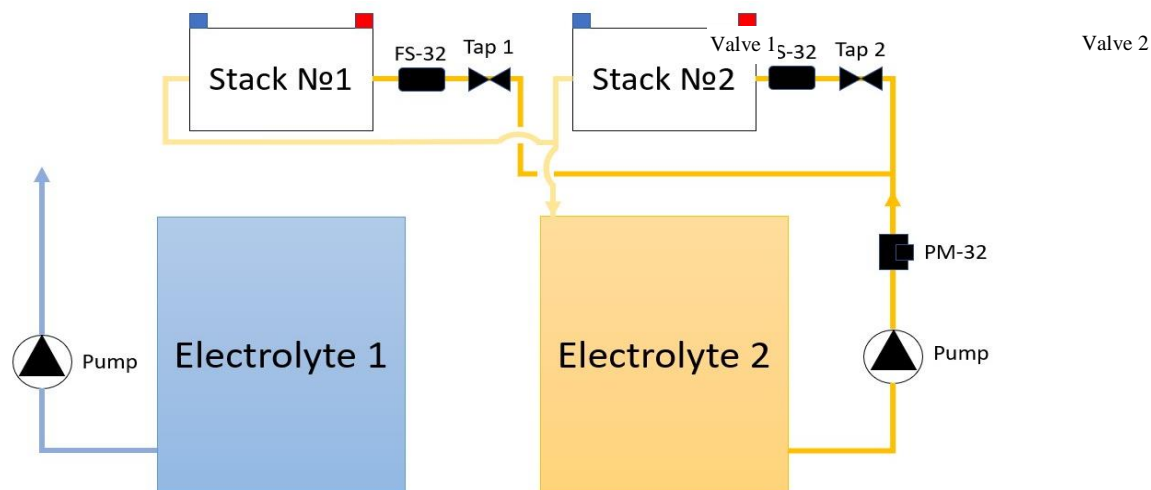 FS-32
Tap 1
Valve 1
S-32
Tap 2
Valve 2
Stack №1
Stack №2
PM-32
Pump
Electrolyte 1
Electrolyte 2
Pump